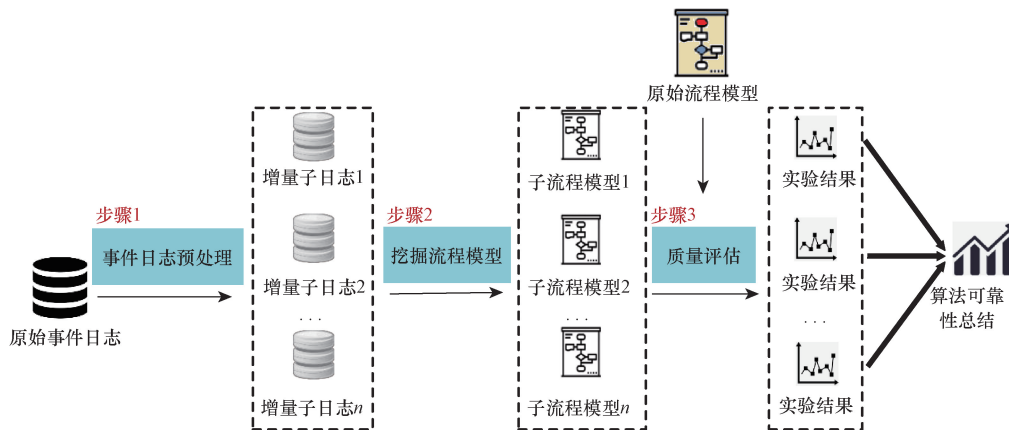 原始流程模型
步骤1
事件日志预处理
原始事件日志
增量子日志1
增量子日志2
...
增量子日志n
步骤2
挖掘流程模型
子流程模型1
子流程模型2
...
子流程模型n
步骤3
质量评估
实验结果
实验结果
...
实验结果
算法可靠
性总结